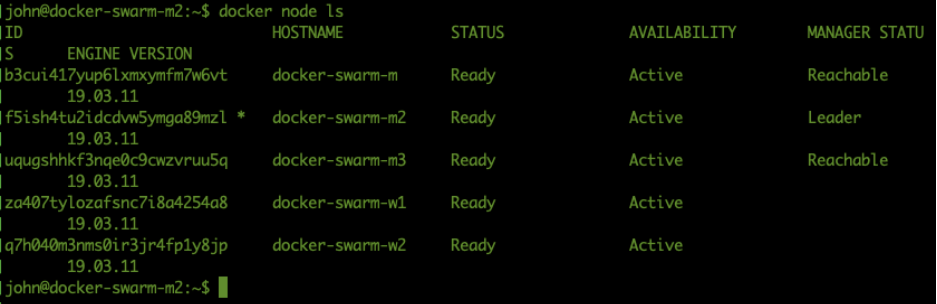 john@docker-swarm-m2:~$ docker node ls
ID HOSTNAME STATUS AVAILABILITY MANAGER STATU
S ENGINE VERSION
b3cui417yup6lxmxymfm7w6vt docker-swarm-m Ready Active Reachable
19.03.11
f5ish4tu2idcdvw5ymga89mzl * docker-swarm-m2 Ready Active Leader
19.03.11
uqugshhkf3nqe0c9cwzvruu5q docker-swarm-m3 Ready Active Reachable
19.03.11
za407tylozafsnc7i8a4254a8 docker-swarm-w1 Ready Active
19.03.11
q7h040m3nms0ir3jr4fp1y8jp docker-swarm-w2 Ready Active
19.03.11
john@docker-swarm-m2:~$